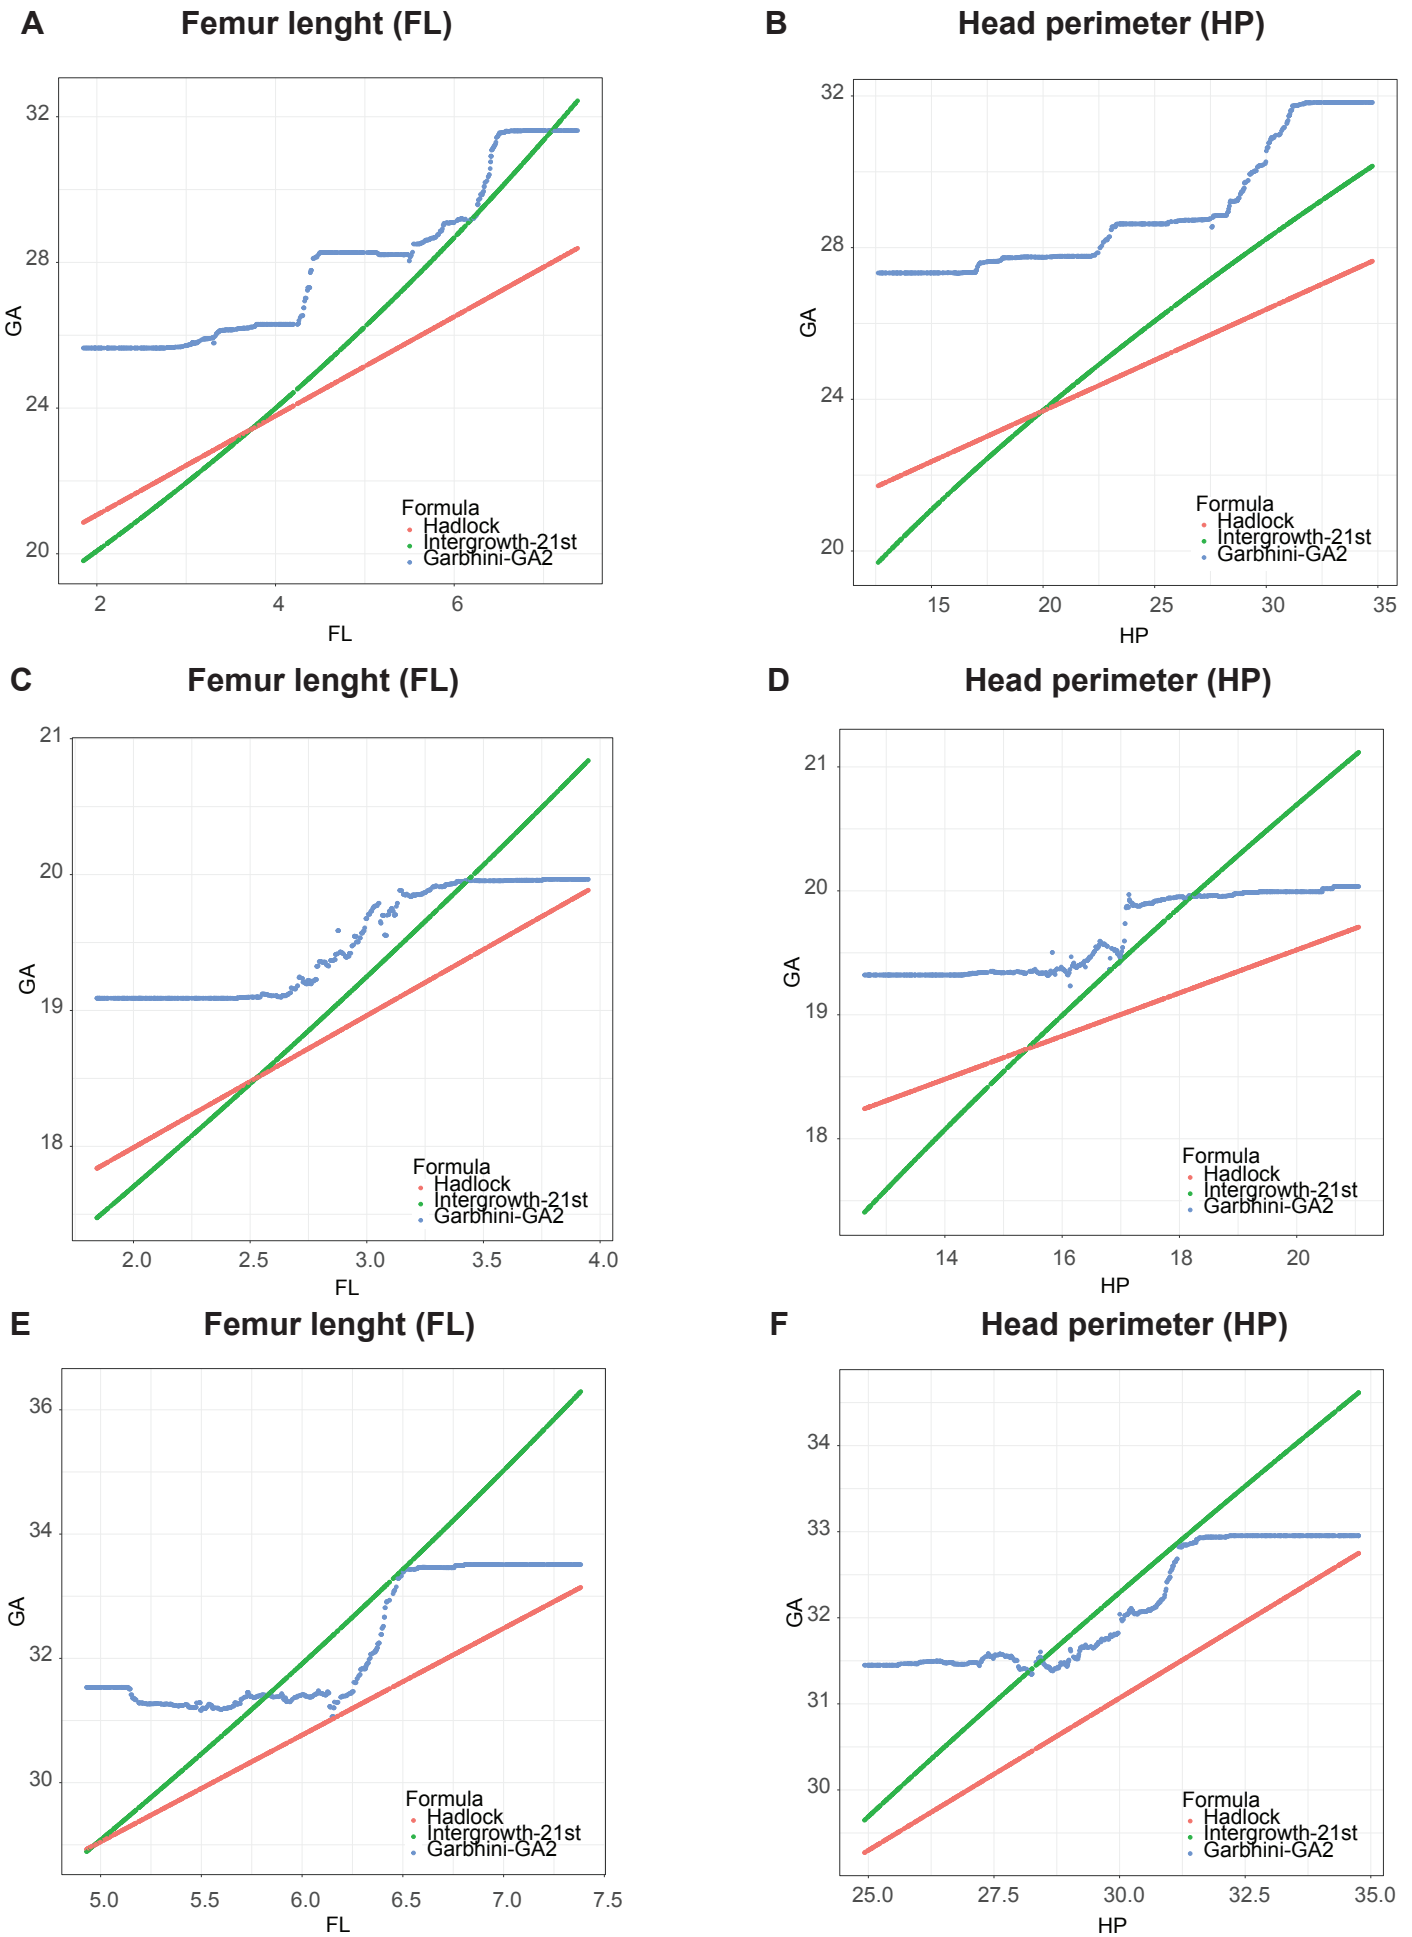 A Femur lenght (FL)
32
28
24
20
GA
2 4 6
FL
Formula
Hadlock
Intergrowth-21st
Garbhini-GA2
B Head perimeter (HP)
32
28
24
20
GA
15 20 25 30 35
HP
Formula
Hadlock
Intergrowth-21st
Garbhini-GA2
C Femur lenght (FL)
21
20
19
18
GA
2.0 2.5 3.0 3.5 4.0
FL
Formula
Hadlock
Intergrowth-21st
Garbhini-GA2
D Head perimeter (HP)
21
20
19
18
GA
14 16 18 20
HP
Formula
Hadlock
Intergrowth-21st
Garbhini-GA2
E Femur lenght (FL)
36
34
32
30
GA
5.0 5.5 6.0 6.5 7.0 7.5
FL
Formula
Hadlock
Intergrowth-21st
Garbhini-GA2
F Head perimeter (HP)
34
33
32
31
30
GA
25.0 27.5 30.0 32.5 35.0
HP
Formula
Hadlock
Intergrowth-21st
Garbhini-GA2